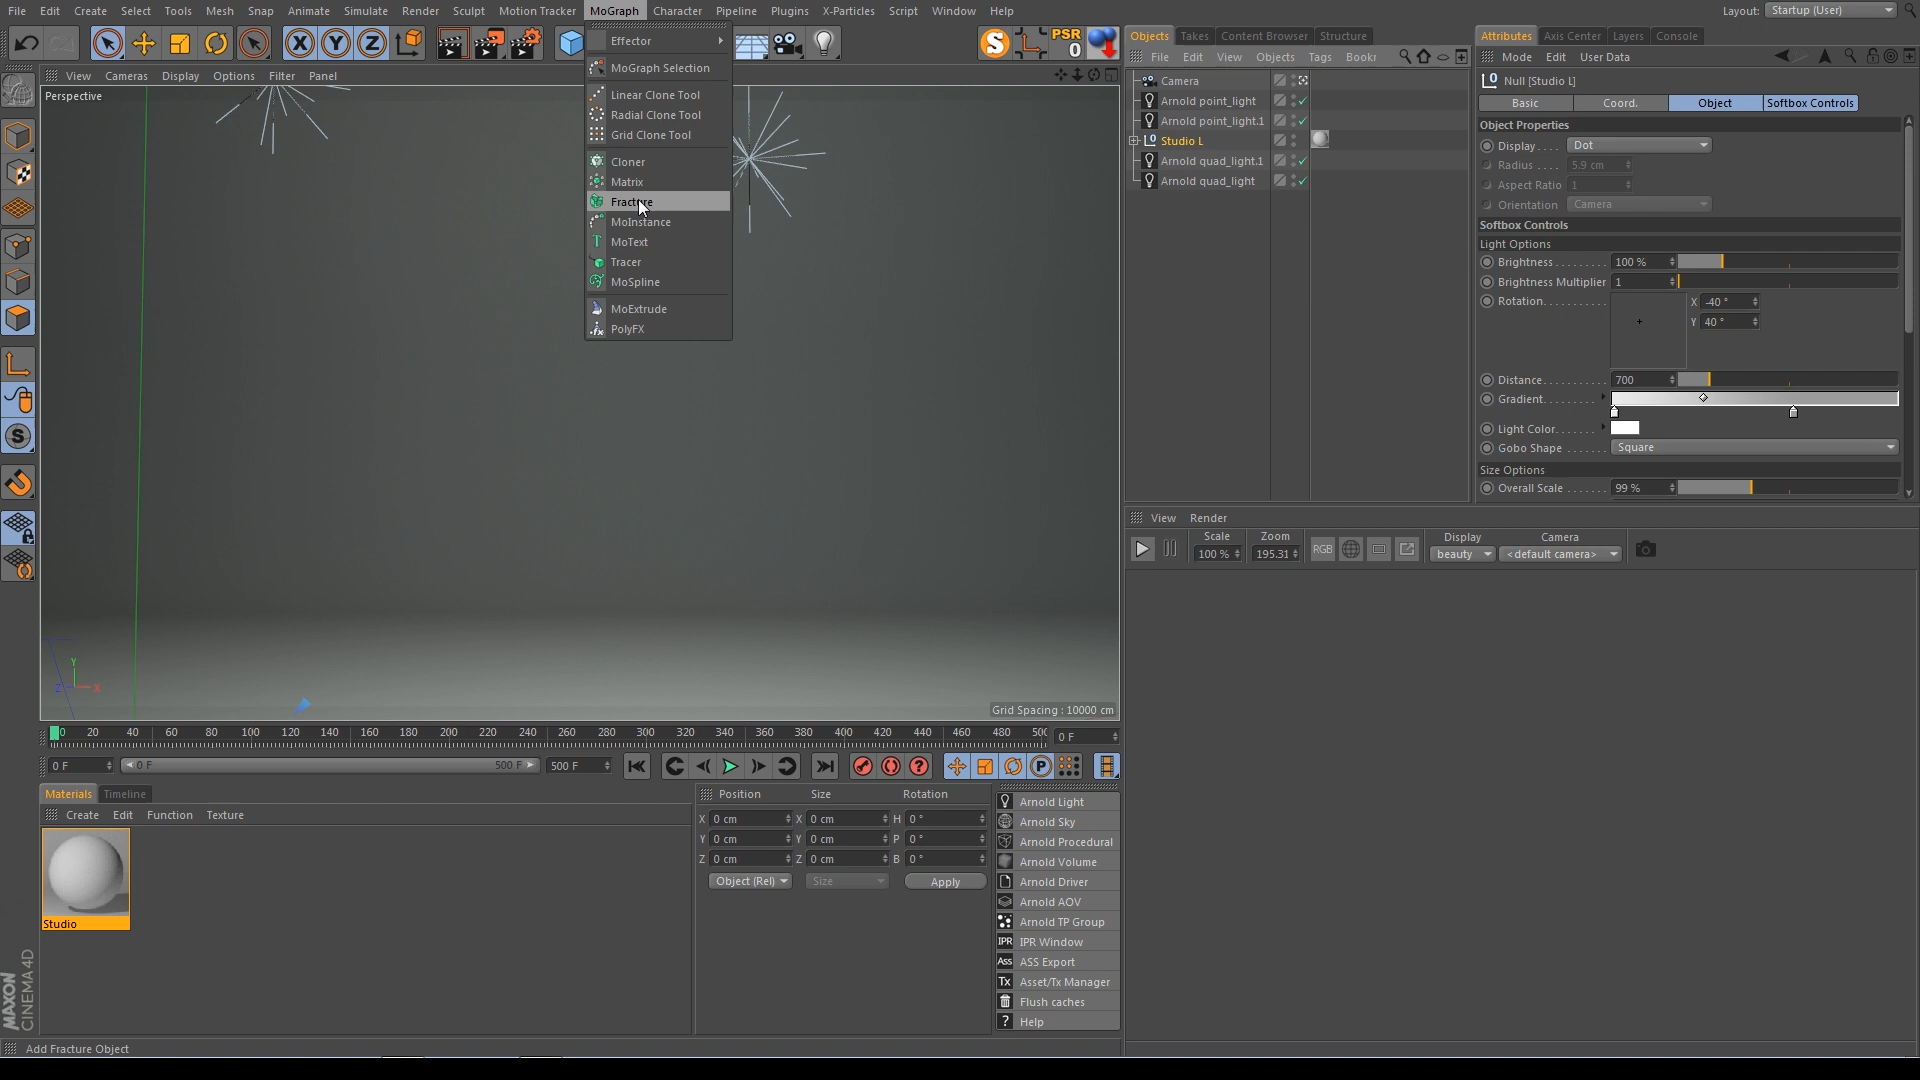 File Edit Create Select Tools Mesh Snap Animate Simulate Render Sculpt Motion Tracker MoGraph Character Pipeline Plugins X-Particles Script Window Help
Layout: Startup (User)
PSR
0
View Cameras Display Options Filter Panel
Perspective
Effector
MoGraph Selection
Linear Clone Tool
Radial Clone Tool
Grid Clone Tool
Cloner
Matrix
Fracture
MoInstance
MoText
Tracer
MoSpline
MoExtrude
PolyFX
Y
Z X
Grid Spacing : 10000 cm
Objects Takes Content Browser Structure
File Edit View Objects Tags Bookr
Camera
Arnold point_light
Arnold point_light.1
Studio L
Arnold quad_light.1
Arnold quad_light
Attributes Axis Center Layers Console
Mode Edit User Data
Null [Studio L]
Basic Coord. Object Softbox Controls
Object Properties
Display . . . . Dot
Radius . . . . 5.9 cm
Aspect Ratio 1
Orientation Camera
Softbox Controls
Light Options
Brightness . . . . . . . . . 100 %
Brightness Multiplier 1
Rotation. . . . . . . . . . . X -40 °
Y 40 °
Distance. . . . . . . . . . . 700
Gradient. . . . . . . . .
Light Color. . . . . . .
Gobo Shape . . . . . . . Square
Size Options
Overall Scale . . . . . . . 99 %
View Render
Scale Zoom Display Camera
100 % 195.31 RGB beauty <default camera>
0 20 40 60 80 100 120 140 160 180 200 220 240 260 280 300 320 340 360 380 400 420 440 460 480 500 0 F
0 F 0 F 500 F 500 F
Materials Timeline
Create Edit Function Texture
Studio
Position Size Rotation
X 0 cm X 0 cm H 0 °
Y 0 cm Y 0 cm P 0 °
Z 0 cm Z 0 cm B 0 °
Object (Rel) Size Apply
Arnold Light
Arnold Sky
Arnold Procedural
Arnold Volume
Arnold Driver
Arnold AOV
Arnold TP Group
IPR IPR Window
Ass ASS Export
Tx Asset/Tx Manager
Flush caches
? Help
MAXON
CINEMA 4D
Add Fracture Object